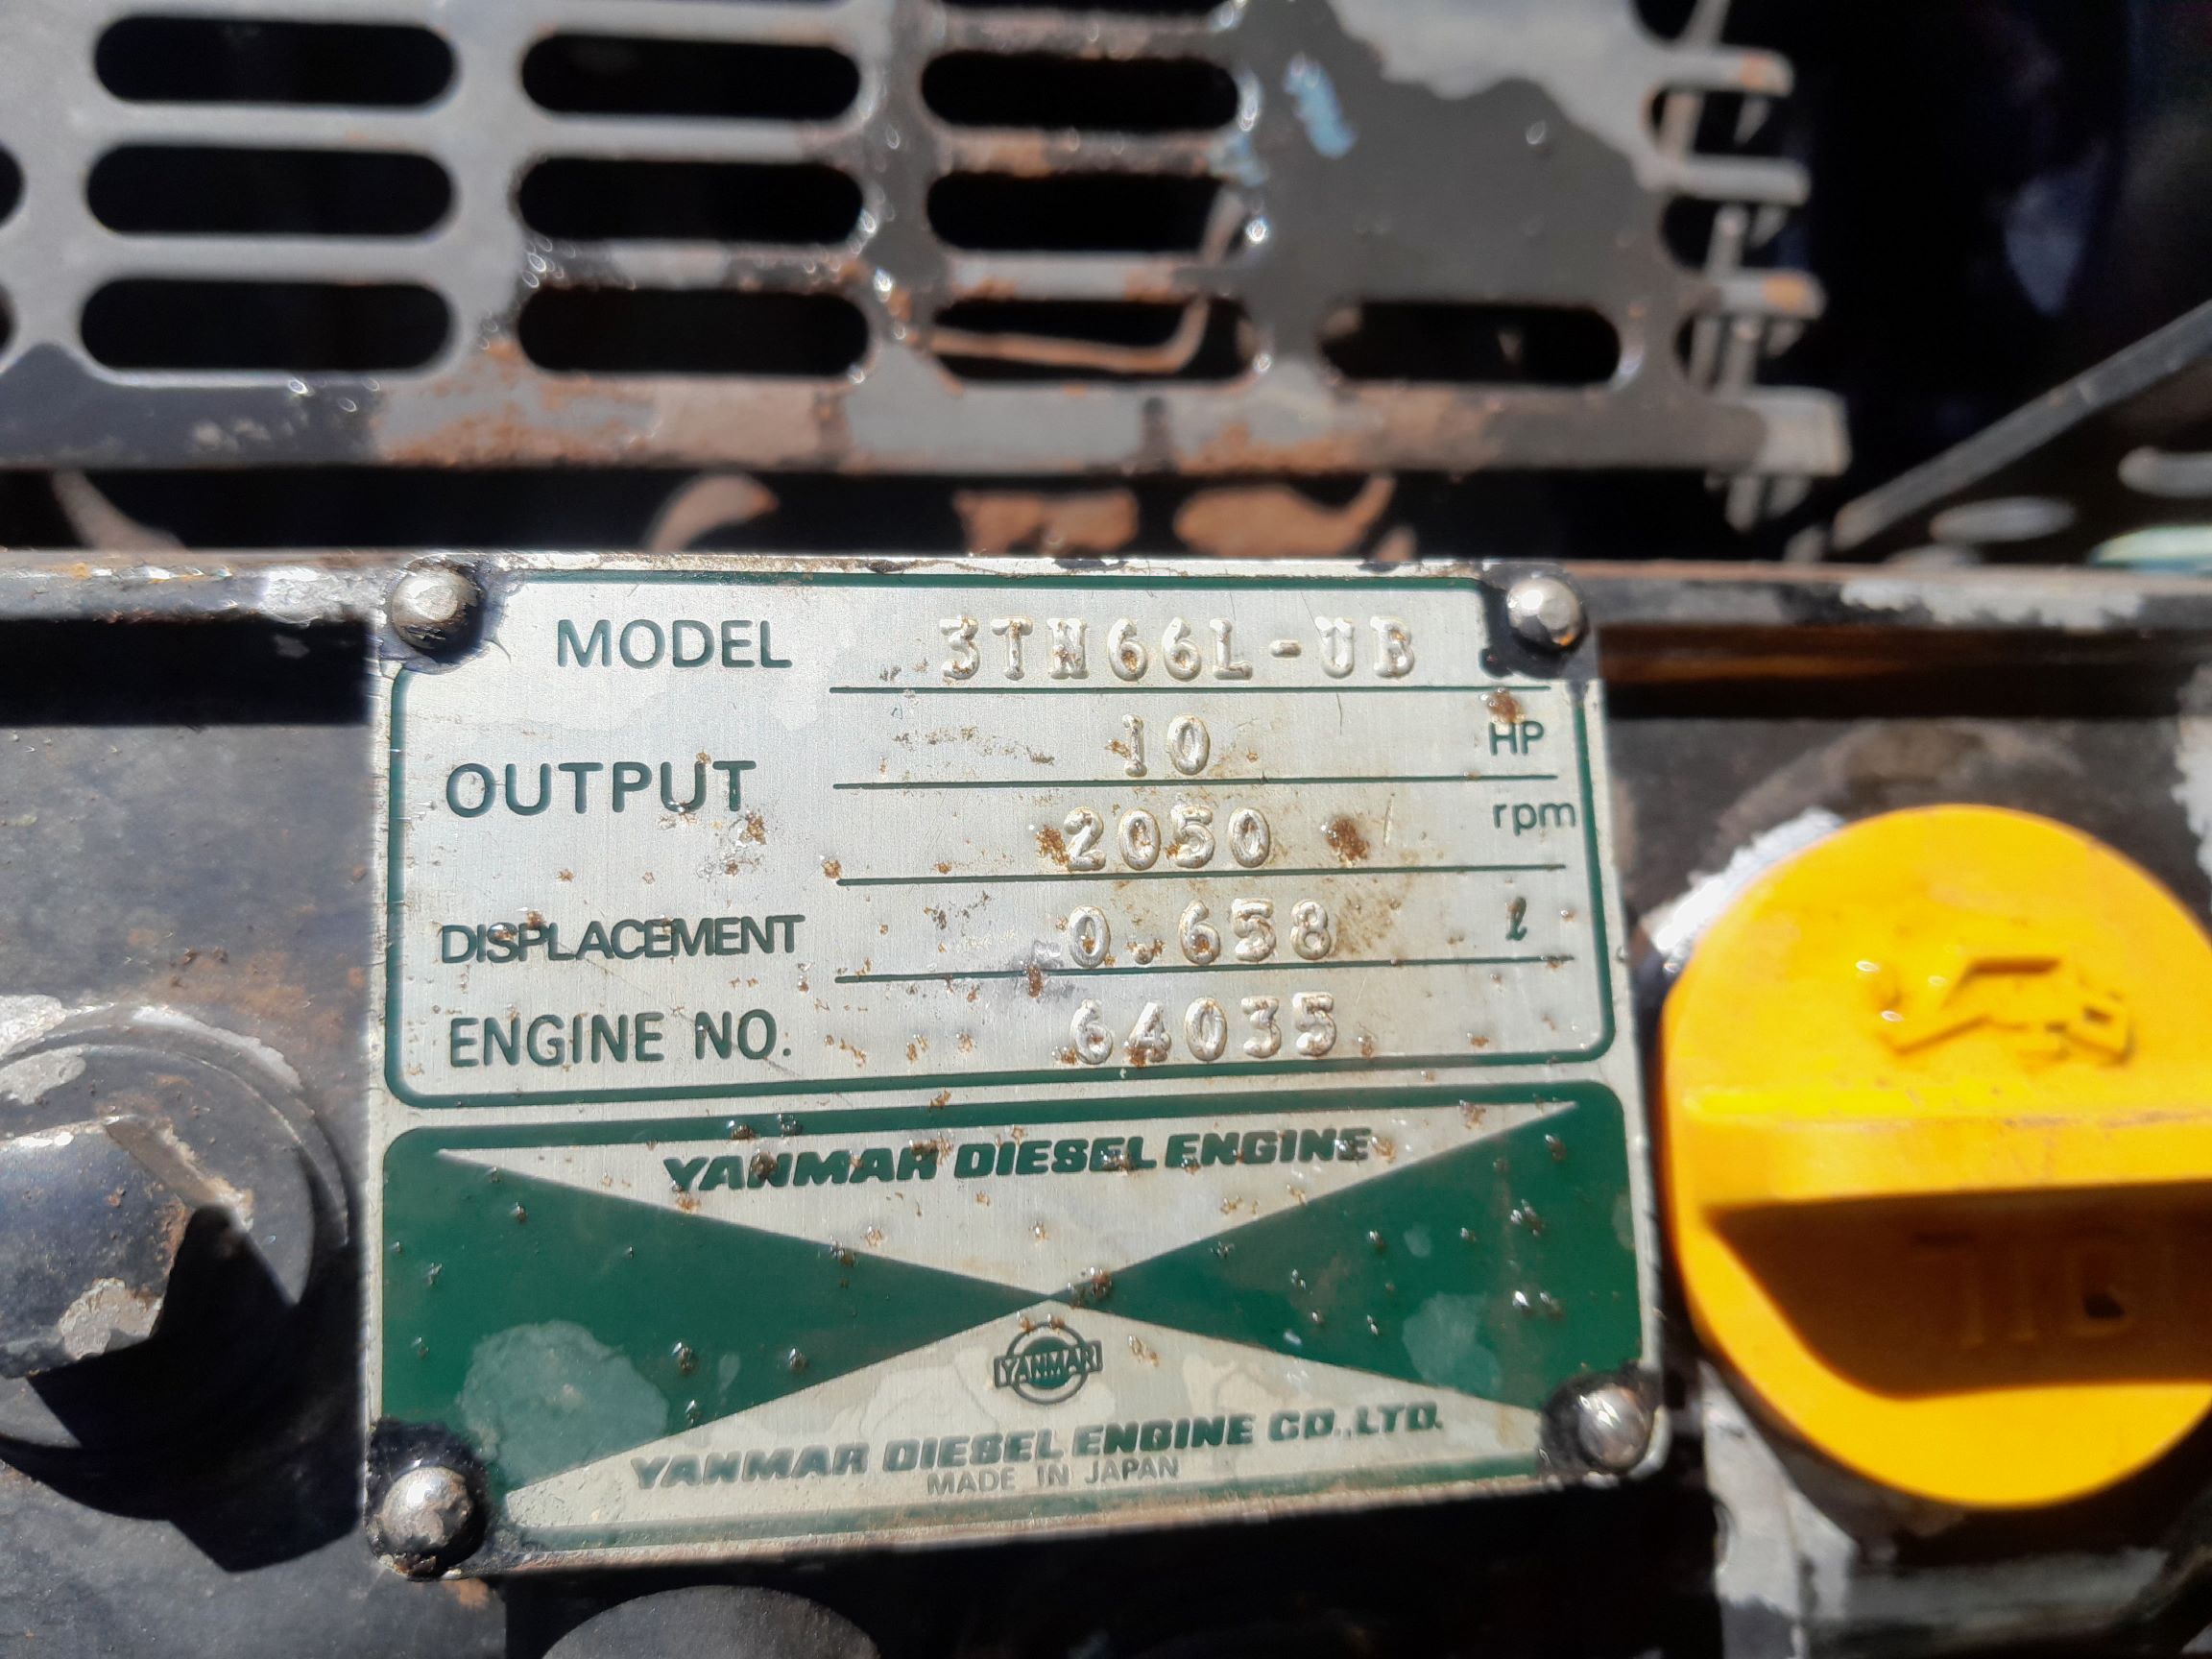 MODEL 3TN66L-UB
OUTPUT 10 HP
2050 rpm
DISPLACEMENT 0.658 ℓ
ENGINE NO. 64035
YANMAR DIESEL ENGINE
YANMAR
YANMAR DIESEL ENGINE CO.,LTD.
MADE IN JAPAN